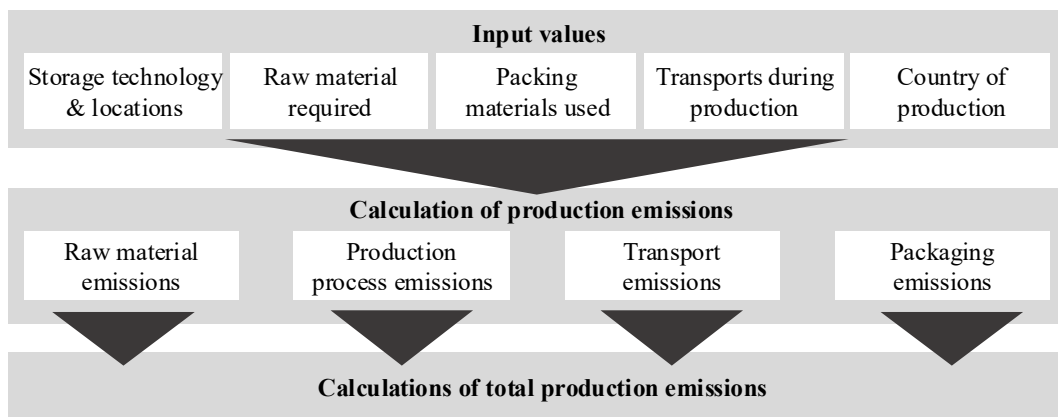 Input values
Storage technology
& locations
Raw material
required
Packing
materials used
Transports during
production
Country of
production
Calculation of production emissions
Raw material
emissions
Production
process emissions
Transport
emissions
Packaging
emissions
Calculations of total production emissions